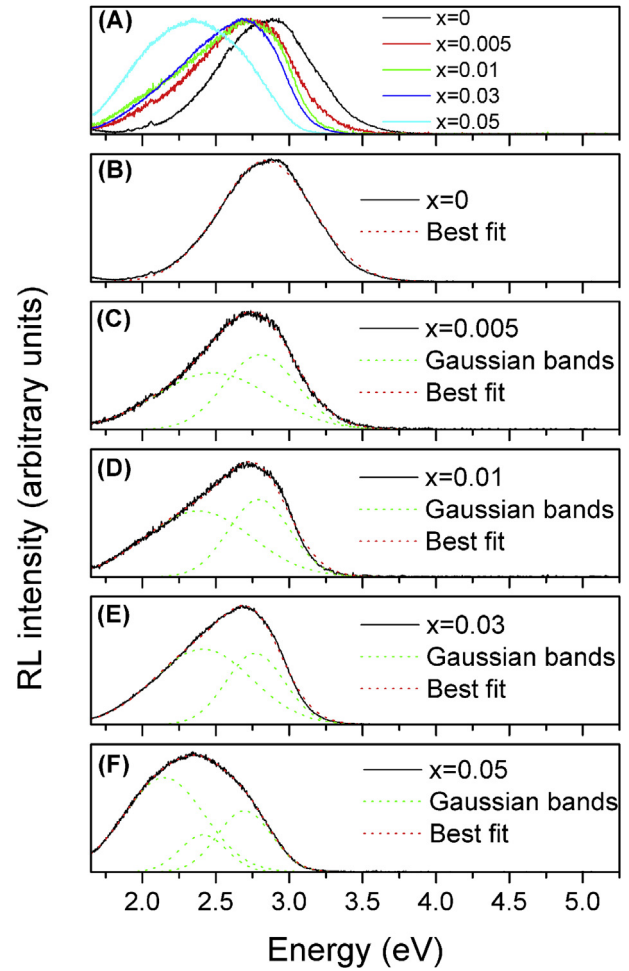 (A)
x=0
x=0.005
x=0.01
x=0.03
x=0.05
(B)
x=0
Best fit
(C)
x=0.005
Gaussian bands
Best fit
(D)
x=0.01
Gaussian bands
Best fit
(E)
x=0.03
Gaussian bands
Best fit
(F)
x=0.05
Gaussian bands
Best fit
RL intensity (arbitrary units)
2.0 2.5 3.0 3.5 4.0 4.5 5.0
Energy (eV)